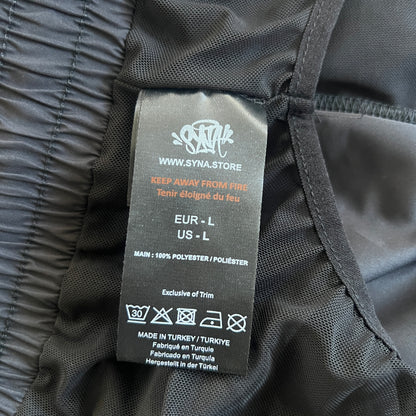 SYNA
WWW.SYNA.STORE
KEEP AWAY FROM FIRE
Tenir éloigné du feu
EUR - L
US - L
MAIN : 100% POLYESTER / POLIÉSTER
Exclusive of Trim
30
MADE IN TURKEY / TURKIYE
Fabriqué en Turquie
Fabricado en Turquía
Hergestellt in der Türkei